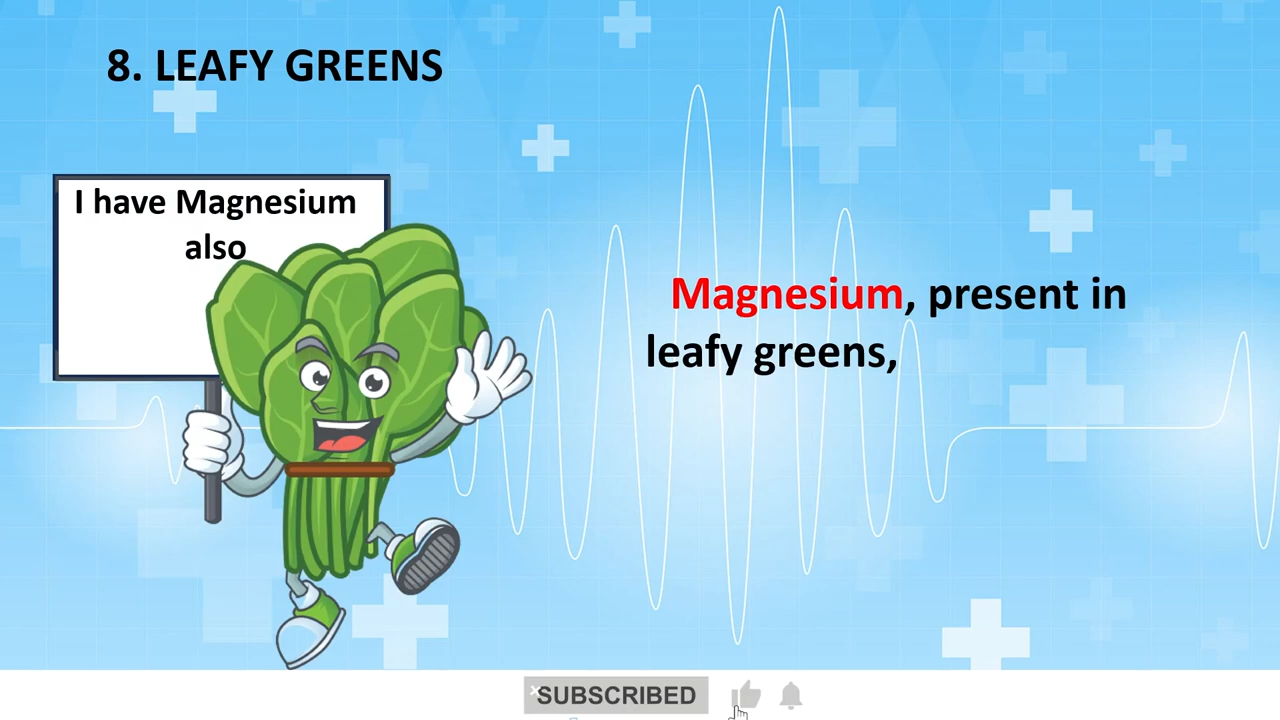 8. LEAFY GREENS
I have Magnesium
also
Magnesium, present in
leafy greens,
SUBSCRIBED